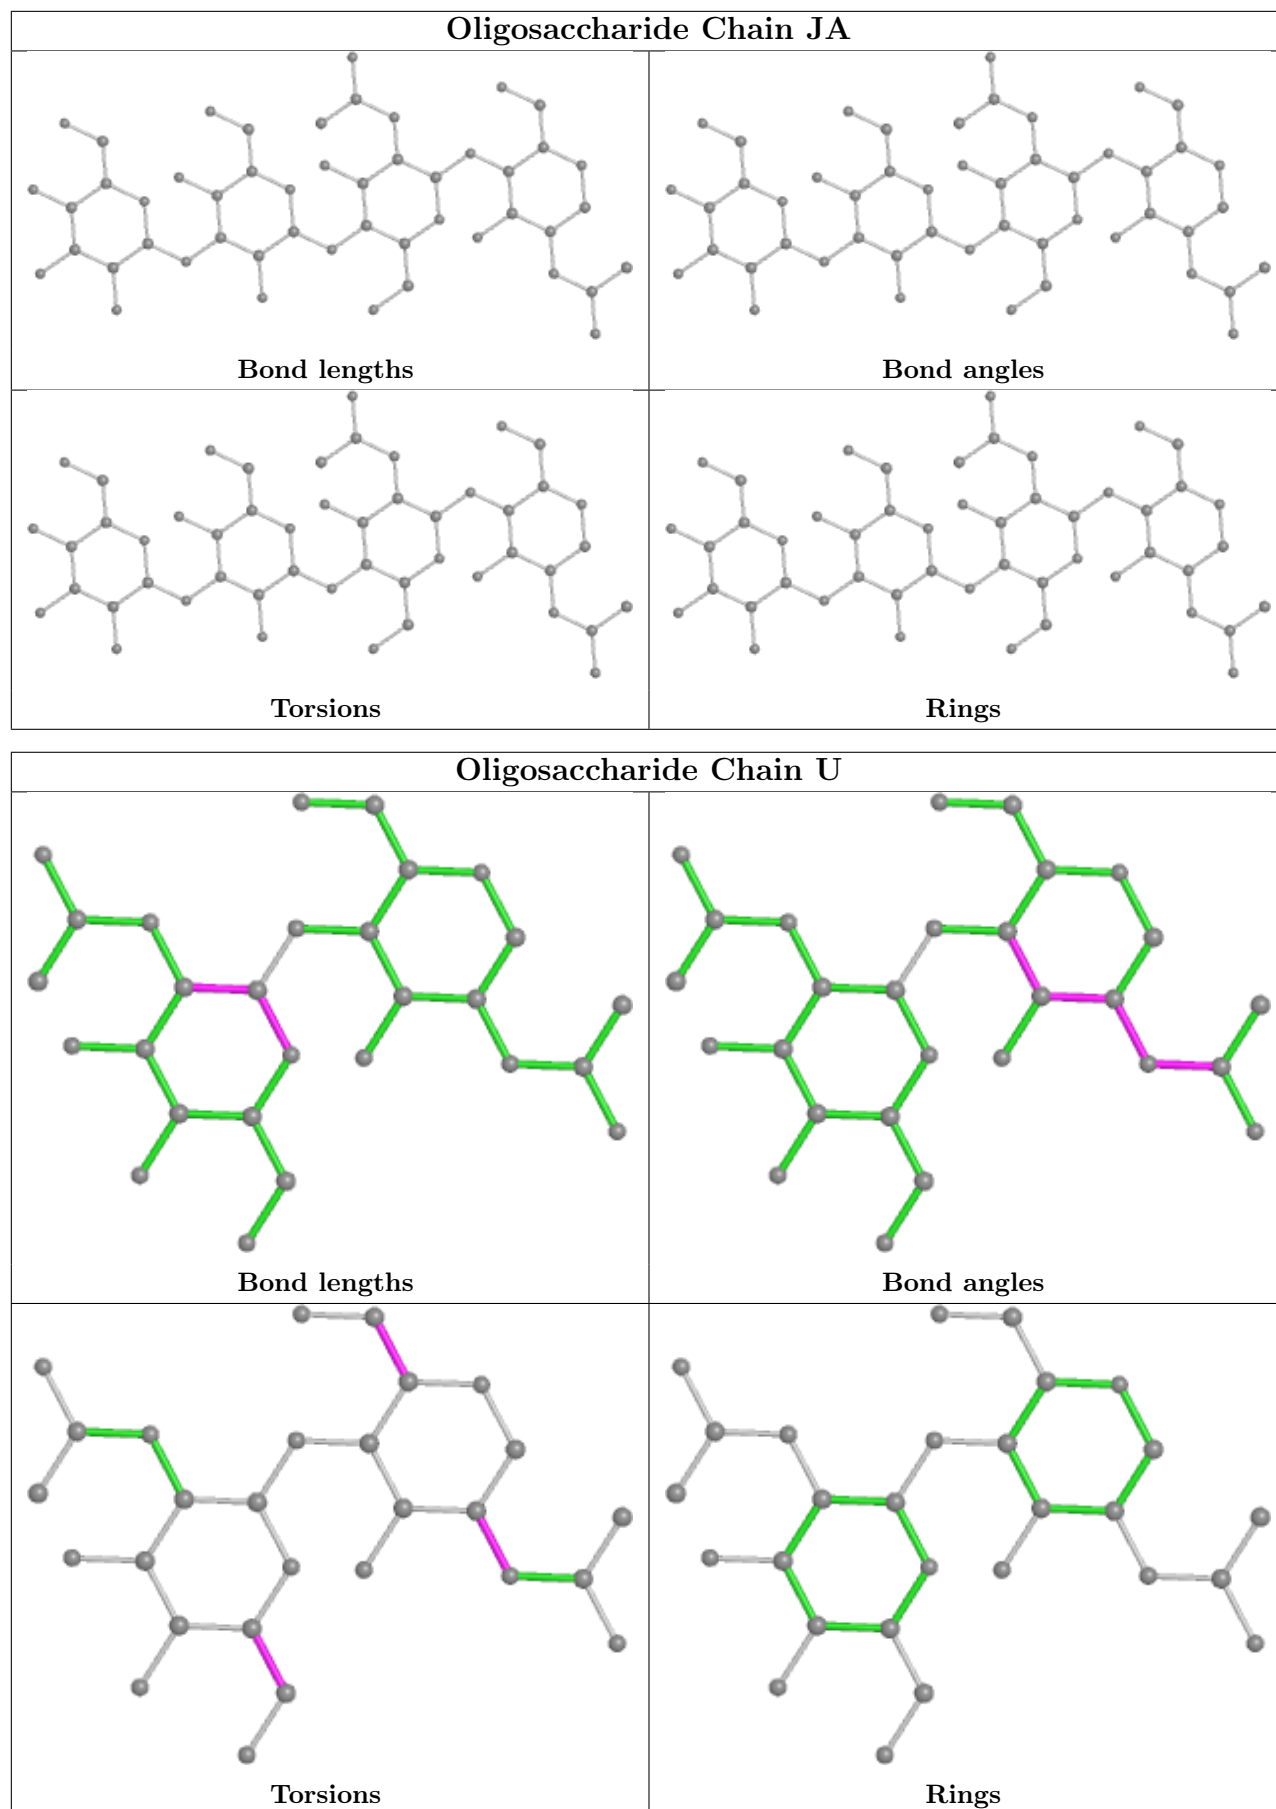 Oligosaccharide Chain JA
Bond lengths
Bond angles
Torsions
Rings
Oligosaccharide Chain U
Bond lengths
Bond angles
Torsions
Rings